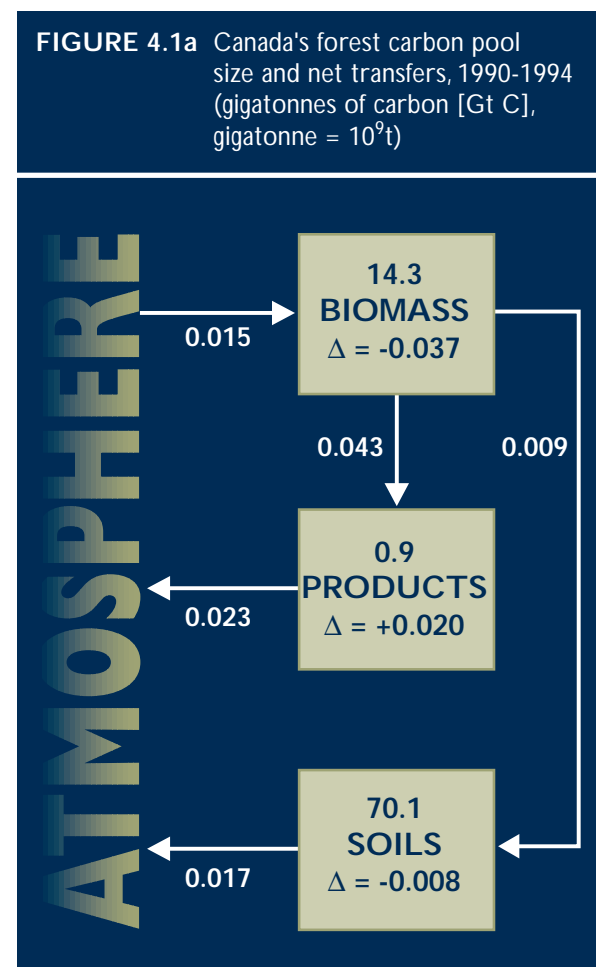 FIGURE 4.1a Canada's forest carbon pool
size and net transfers, 1990-1994
(gigatonnes of carbon [Gt C],
gigatonne = 10⁹t)
ATMOSPHERE
14.3
BIOMASS
Δ = -0.037
0.015
0.043
0.009
0.9
PRODUCTS
Δ = +0.020
0.023
70.1
SOILS
Δ = -0.008
0.017